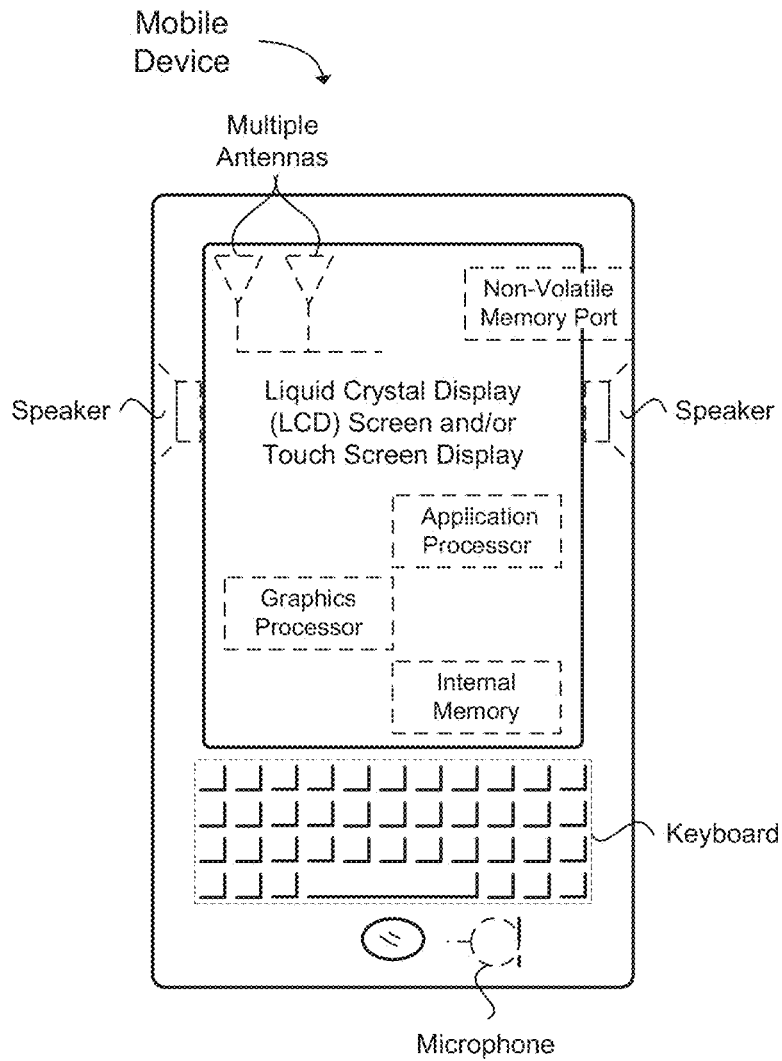 Mobile
Device
Multiple
Antennas
Non-Volatile
Memory Port
Speaker
Liquid Crystal Display
(LCD) Screen and/or
Touch Screen Display
Speaker
Application
Processor
Graphics
Processor
Internal
Memory
Keyboard
Microphone